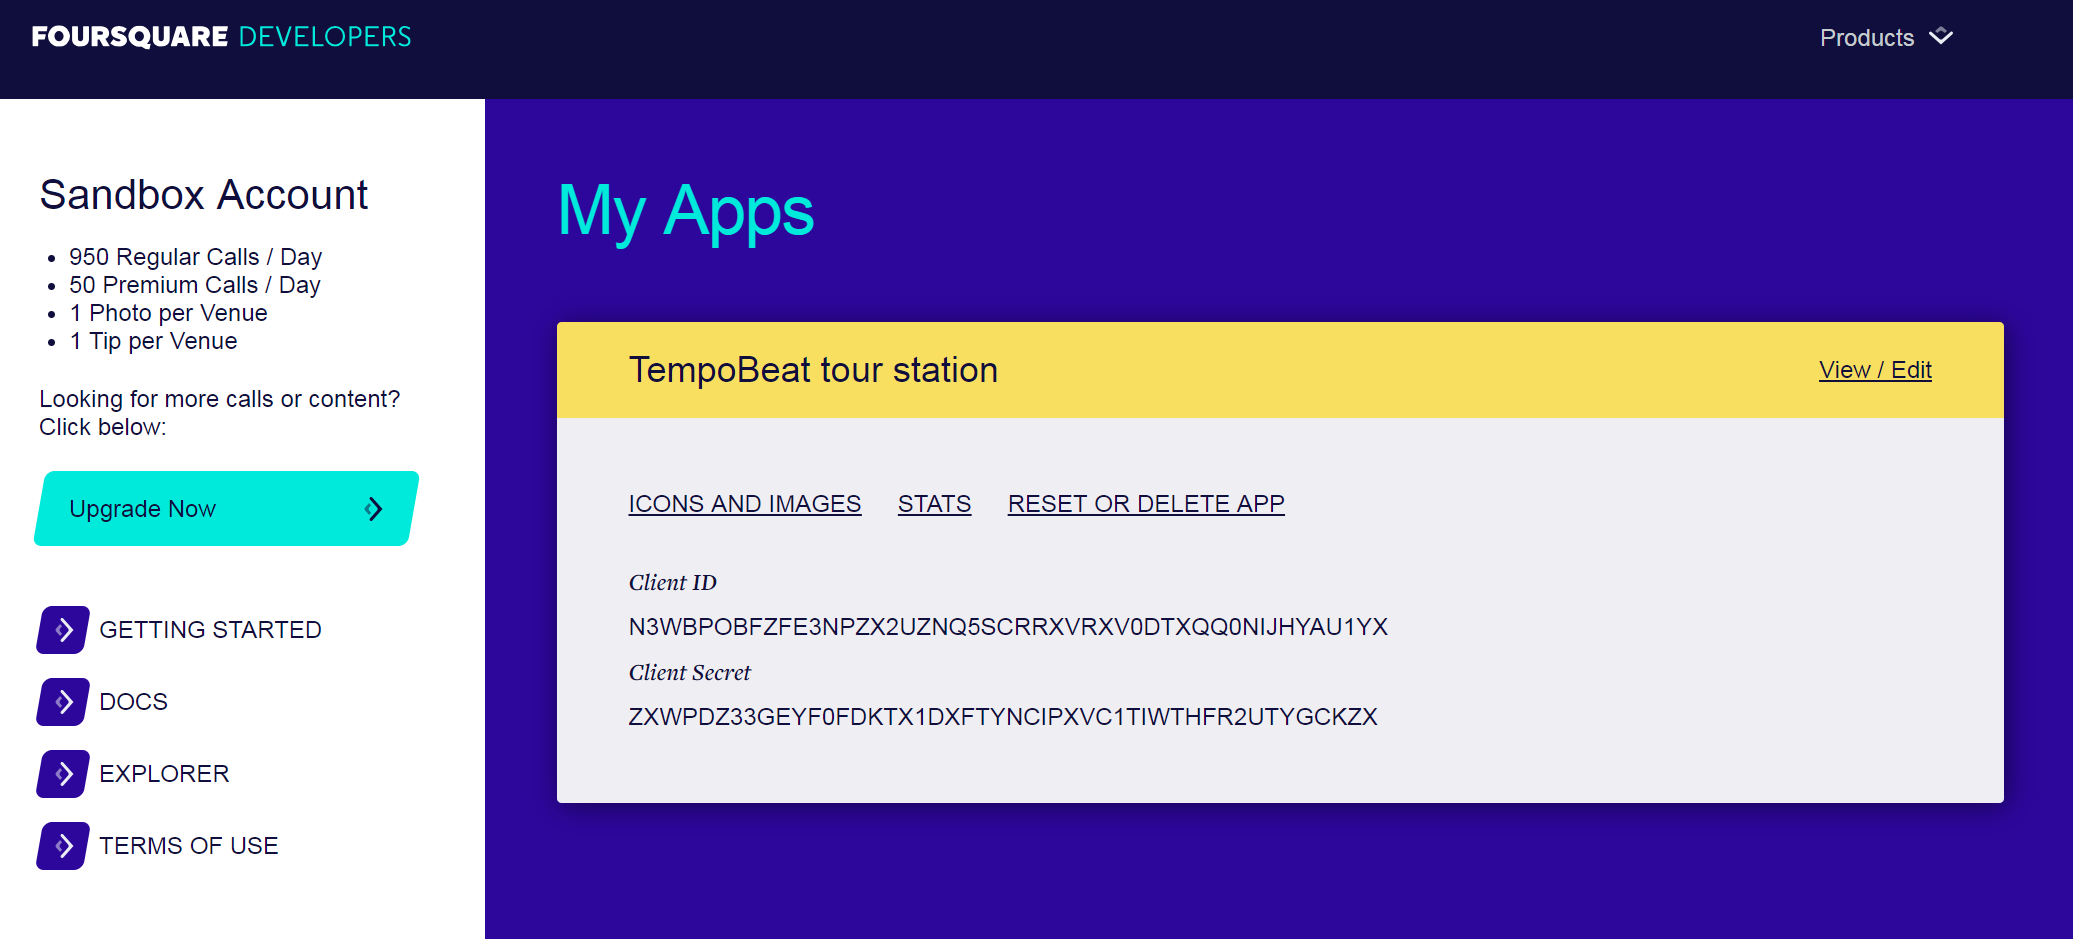 FOURSQUARE DEVELOPERS
Products
Sandbox Account
950 Regular Calls / Day
50 Premium Calls / Day
1 Photo per Venue
1 Tip per Venue
Looking for more calls or content?
Click below:
Upgrade Now
GETTING STARTED
DOCS
EXPLORER
TERMS OF USE
My Apps
TempoBeat tour station
View / Edit
ICONS AND IMAGES STATS RESET OR DELETE APP
Client ID
N3WBPOBFZFE3NPZX2UZNQ5SCRRXVRXV0DTXQQ0NIJHYAU1YX
Client Secret
ZXWPDZ33GEYF0FDKTX1DXFTYNCIPXVC1TIWTHFR2UTYGCKZX